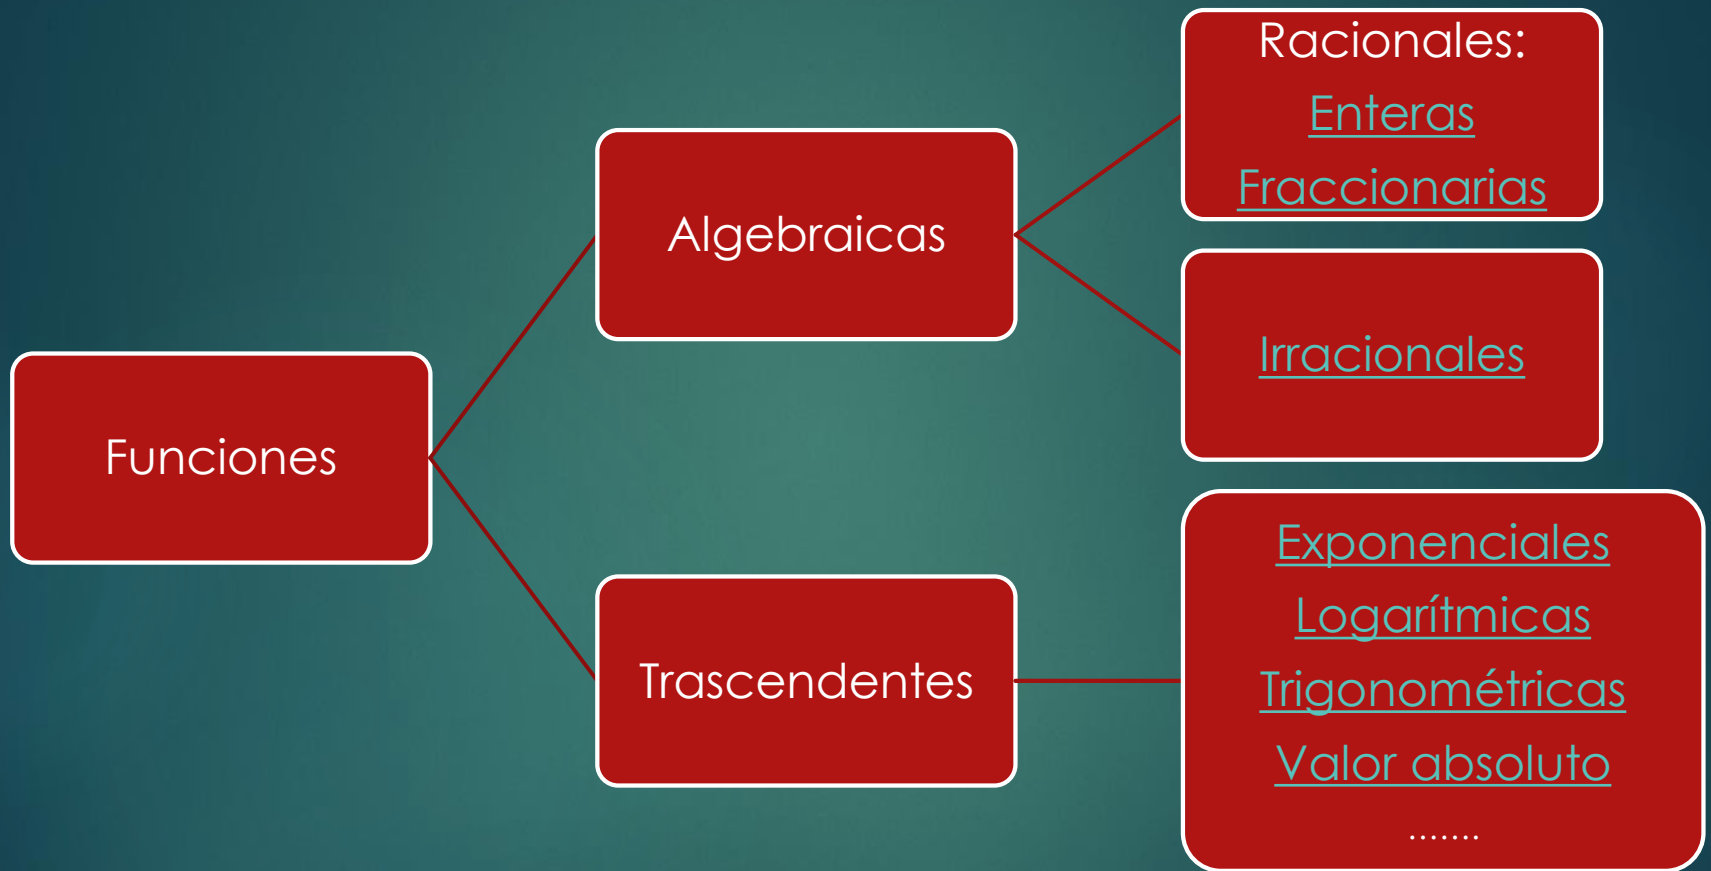 Funciones
Algebraicas
Trascendentes
Racionales:
Enteras
Fraccionarias
Irracionales
Exponenciales
Logarítmicas
Trigonométricas
Valor absoluto
.......